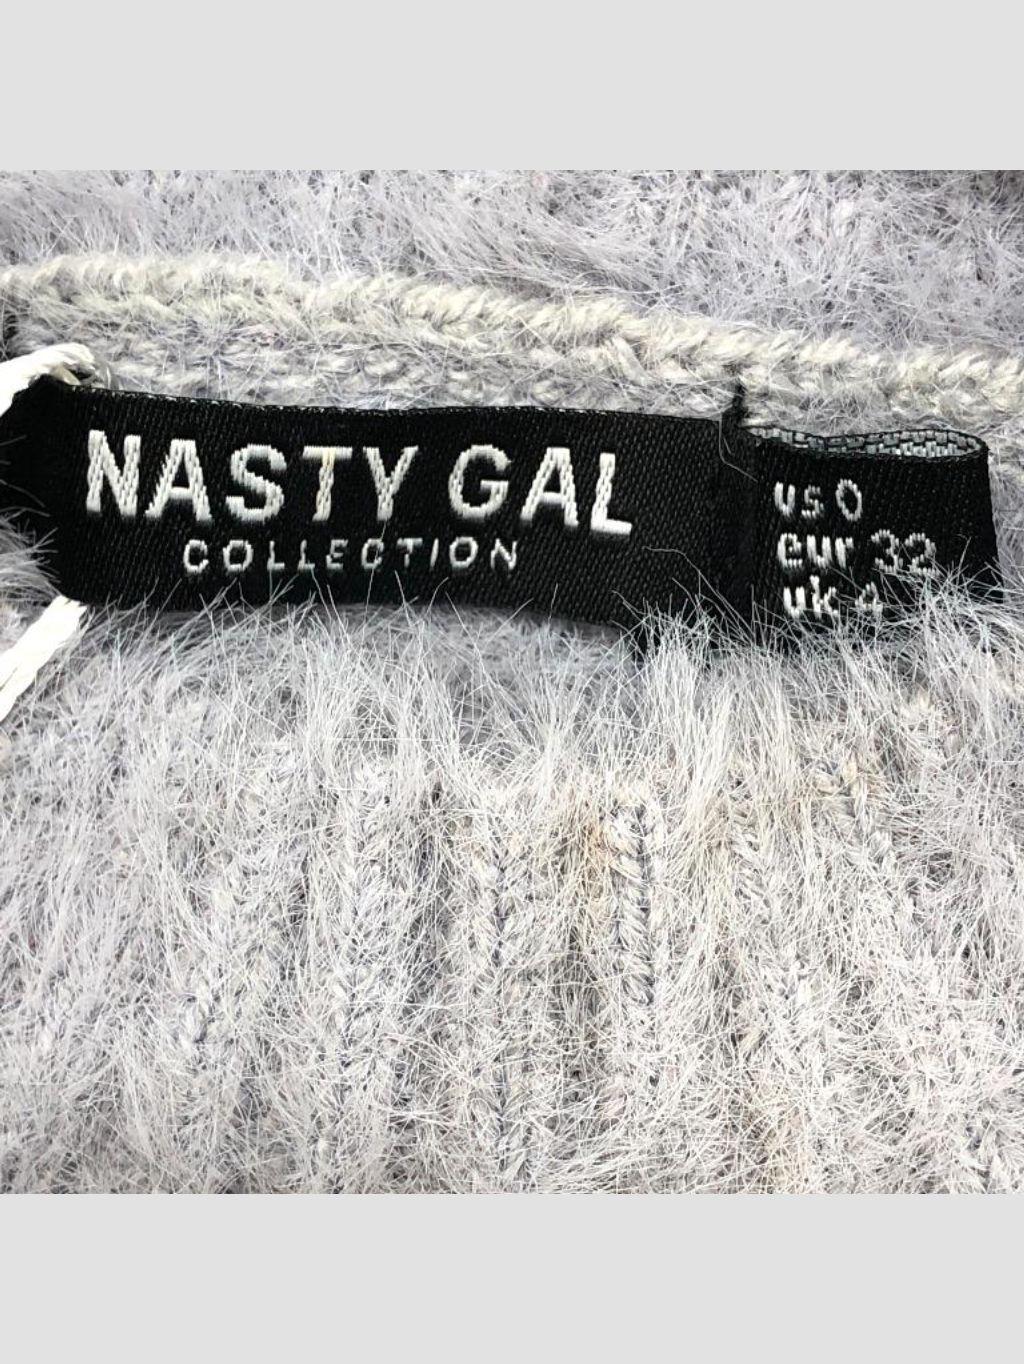 NASTY GAL
COLLECTION
us 0
eur 32
uk 4